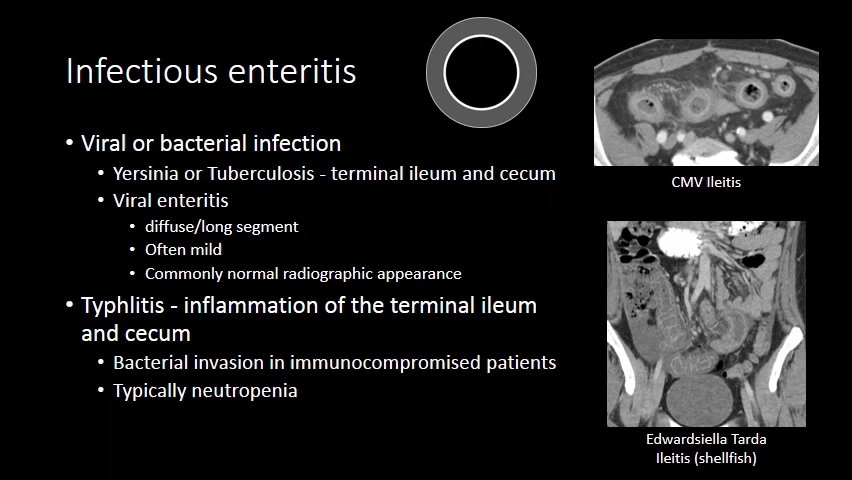 Infectious enteritis
• Viral or bacterial infection
• Yersinia or Tuberculosis - terminal ileum and cecum
• Viral enteritis
• diffuse/long segment
• Often mild
• Commonly normal radiographic appearance
• Typhlitis - inflammation of the terminal ileum
and cecum
• Bacterial invasion in immunocompromised patients
• Typically neutropenia
CMV Ileitis
Edwardsiella Tarda
Ileitis (shellfish)